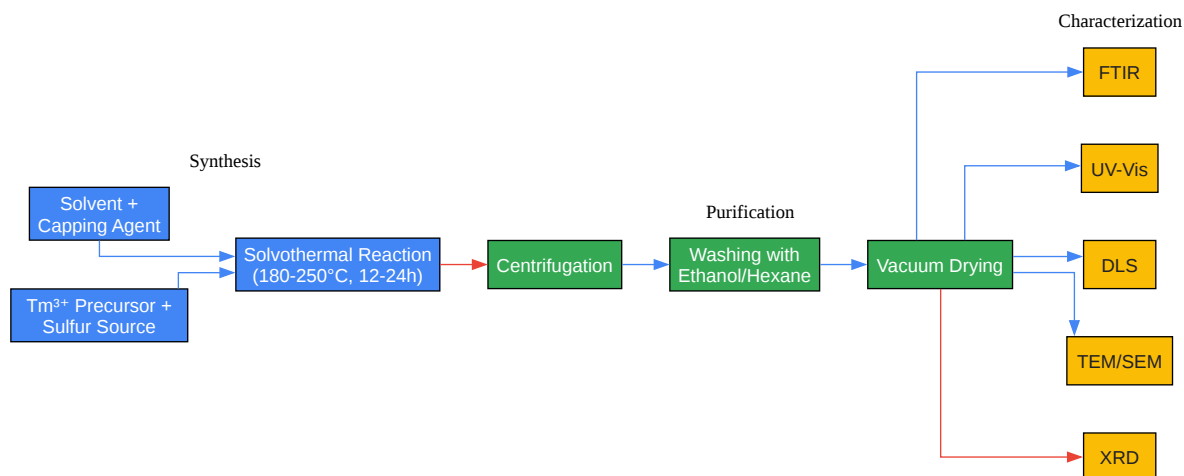 Characterization
FTIR
Synthesis
UV-Vis
Solvent +
Capping Agent
Purification
Solvothermal Reaction
(180-250°C, 12-24h)
Centrifugation
Washing with
Ethanol/Hexane
Vacuum Drying
DLS
Tm³⁺ Precursor +
Sulfur Source
TEM/SEM
XRD